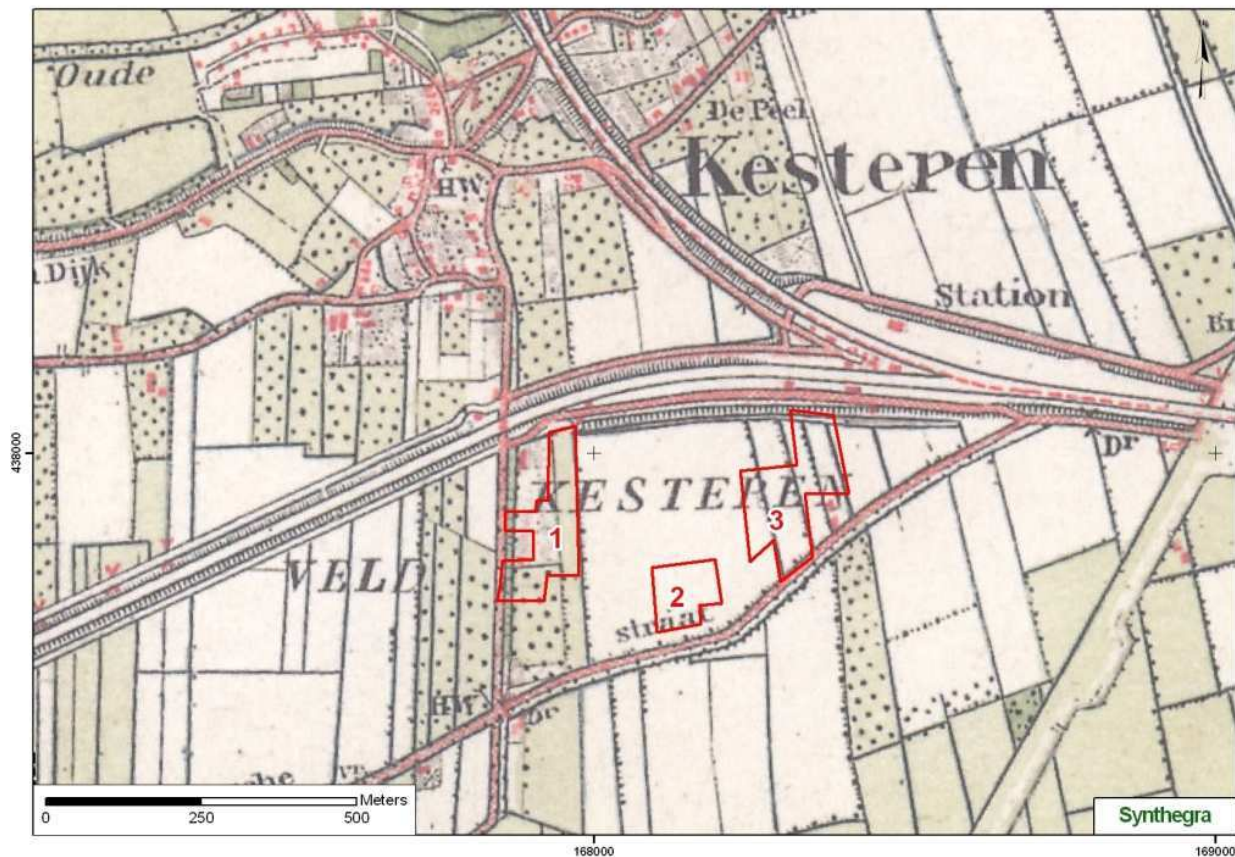 Oude
De Peel
Kesteren
HW
Dijk
Station
438000
Dr
KESTEREN
1
3
VELD
2
straat
HW
Dr
Meters
0 250 500
Synthegra
168000 169000